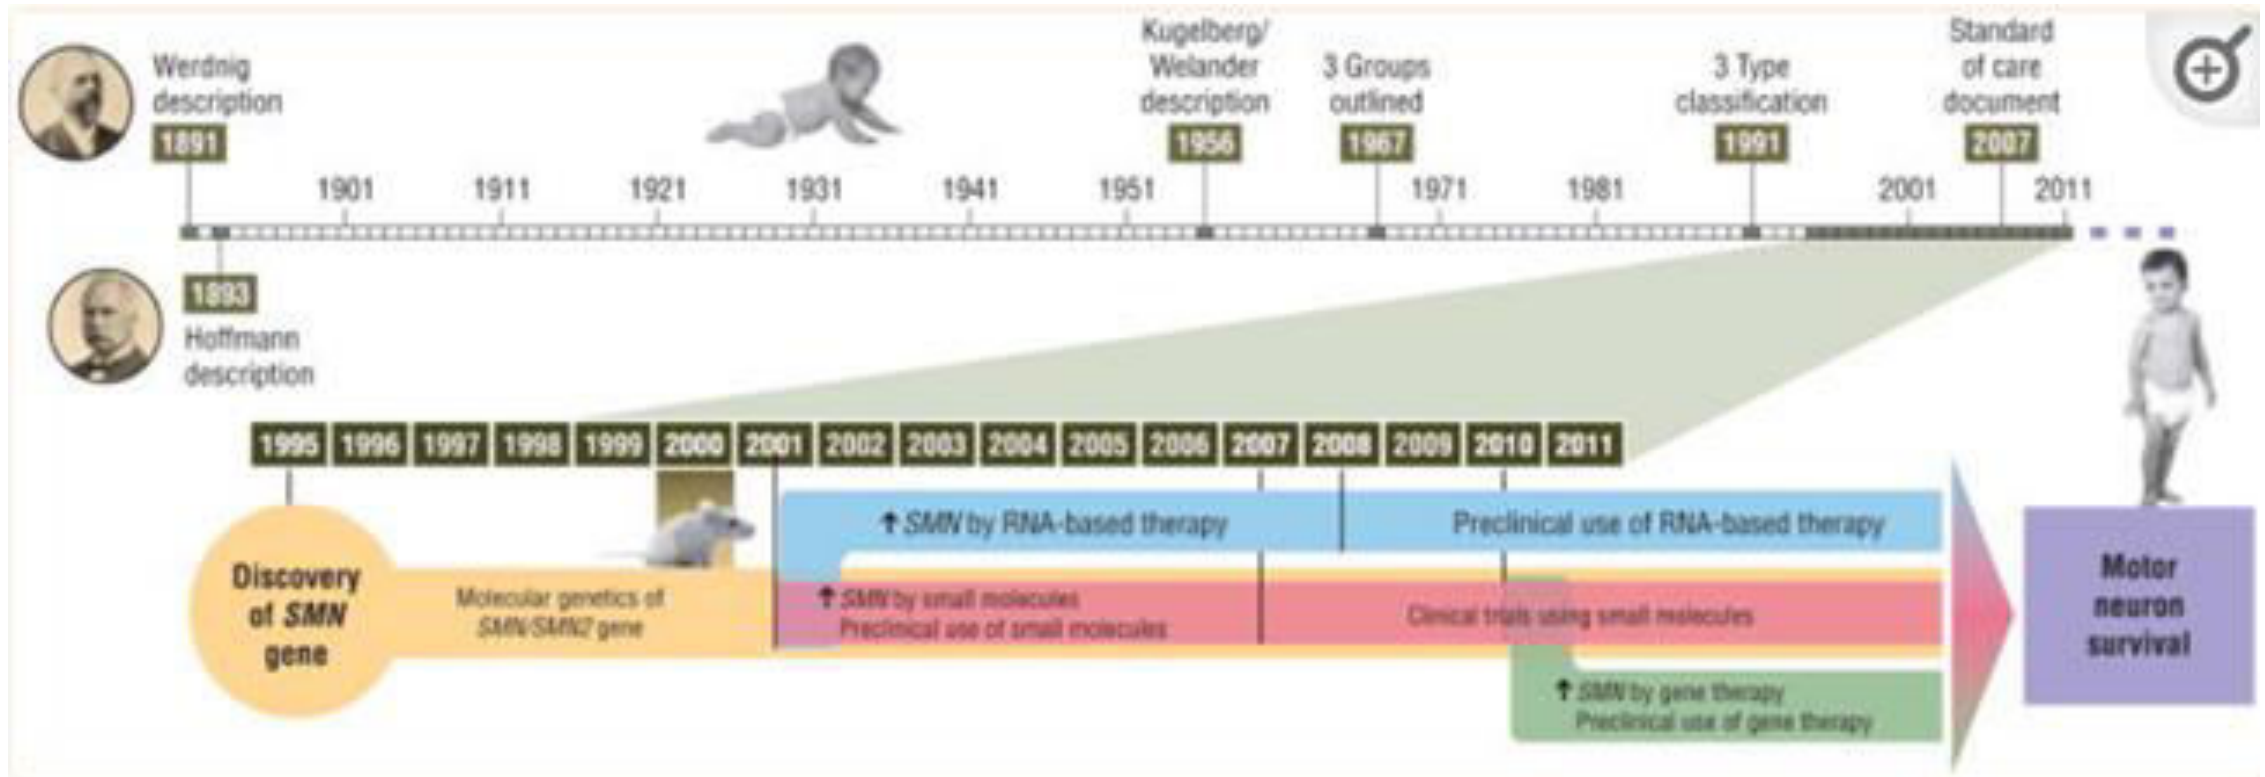 Werdnig
description
1891
Kugelberg/
Welander
description
1956
3 Groups
outlined
1967
3 Type
classification
1991
Standard
of care
document
2007
1901 1911 1921 1931 1941 1951 1971 1981 2001 2011
1893
Hoffmann
description
1995 1996 1997 1998 1999 2000 2001 2002 2003 2004 2005 2006 2007 2008 2009 2010 2011
Discovery
of SMN
gene
Molecular genetics of
SMN/SMN2 gene
↑ SMN by RNA-based therapy
Preclinical use of RNA-based therapy
↑ SMN by small molecules
Preclinical use of small molecules
Clinical trials using small molecules
↑ SMN by gene therapy
Preclinical use of gene therapy
Motor
neuron
survival